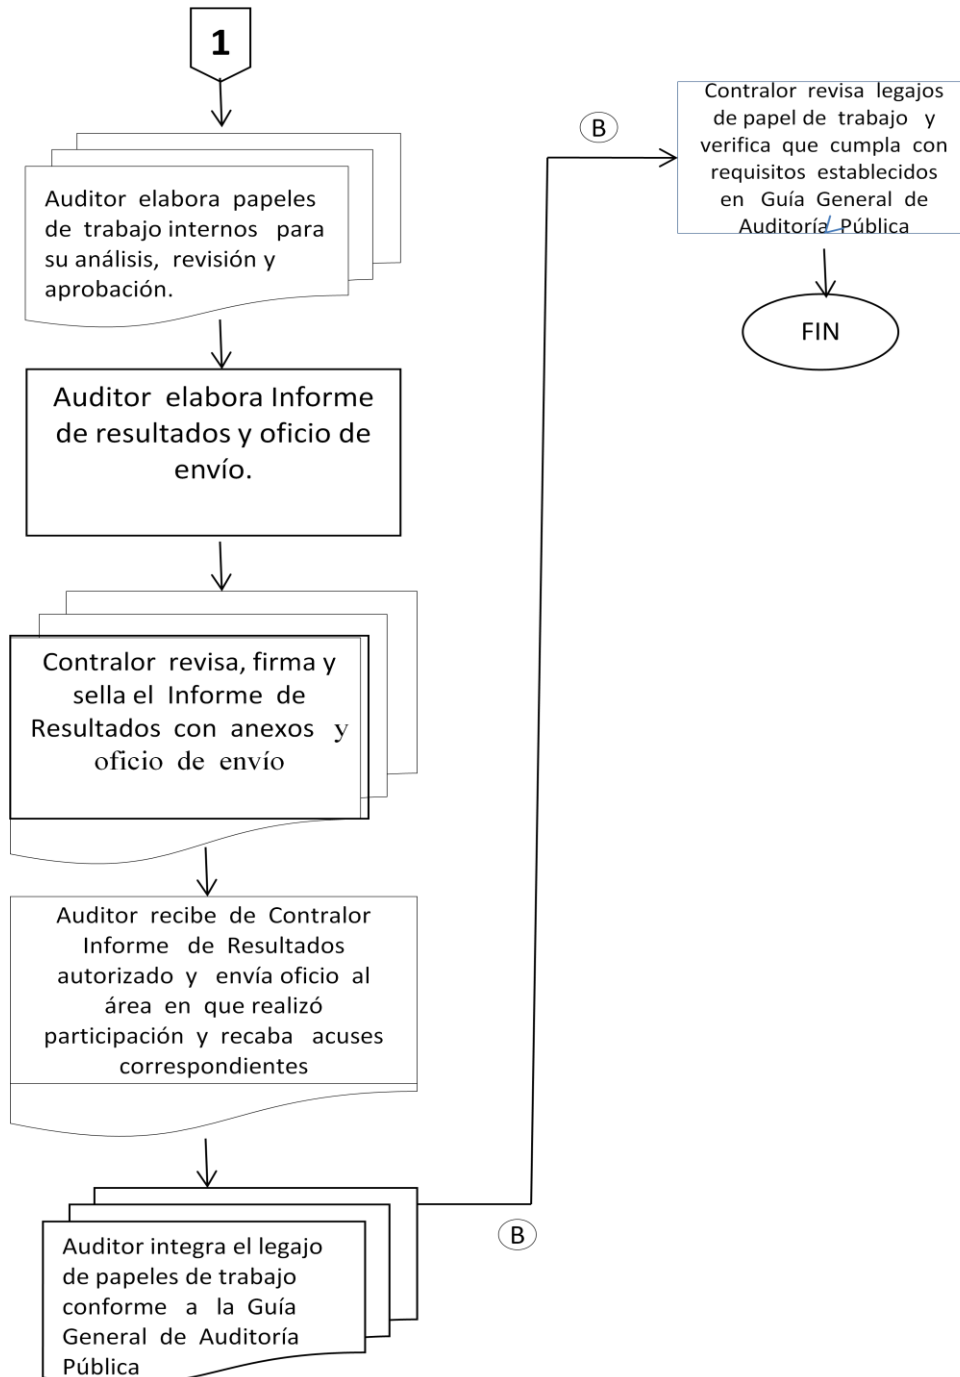 1
Auditor elabora papeles
de trabajo internos para
su análisis, revisión y
aprobación.
Auditor elabora Informe
de resultados y oficio de
envío.
Contralor revisa, firma y
sella el Informe de
Resultados con anexos y
oficio de envío
Auditor recibe de Contralor
Informe de Resultados
autorizado y envía oficio al
área en que realizó
participación y recaba acuses
correspondientes
Auditor integra el legajo
de papeles de trabajo
conforme a la Guía
General de Auditoría
Pública
B
B
Contralor revisa legajos
de papel de trabajo y
verifica que cumpla con
requisitos establecidos
en Guía General de
Auditoría Pública
FIN